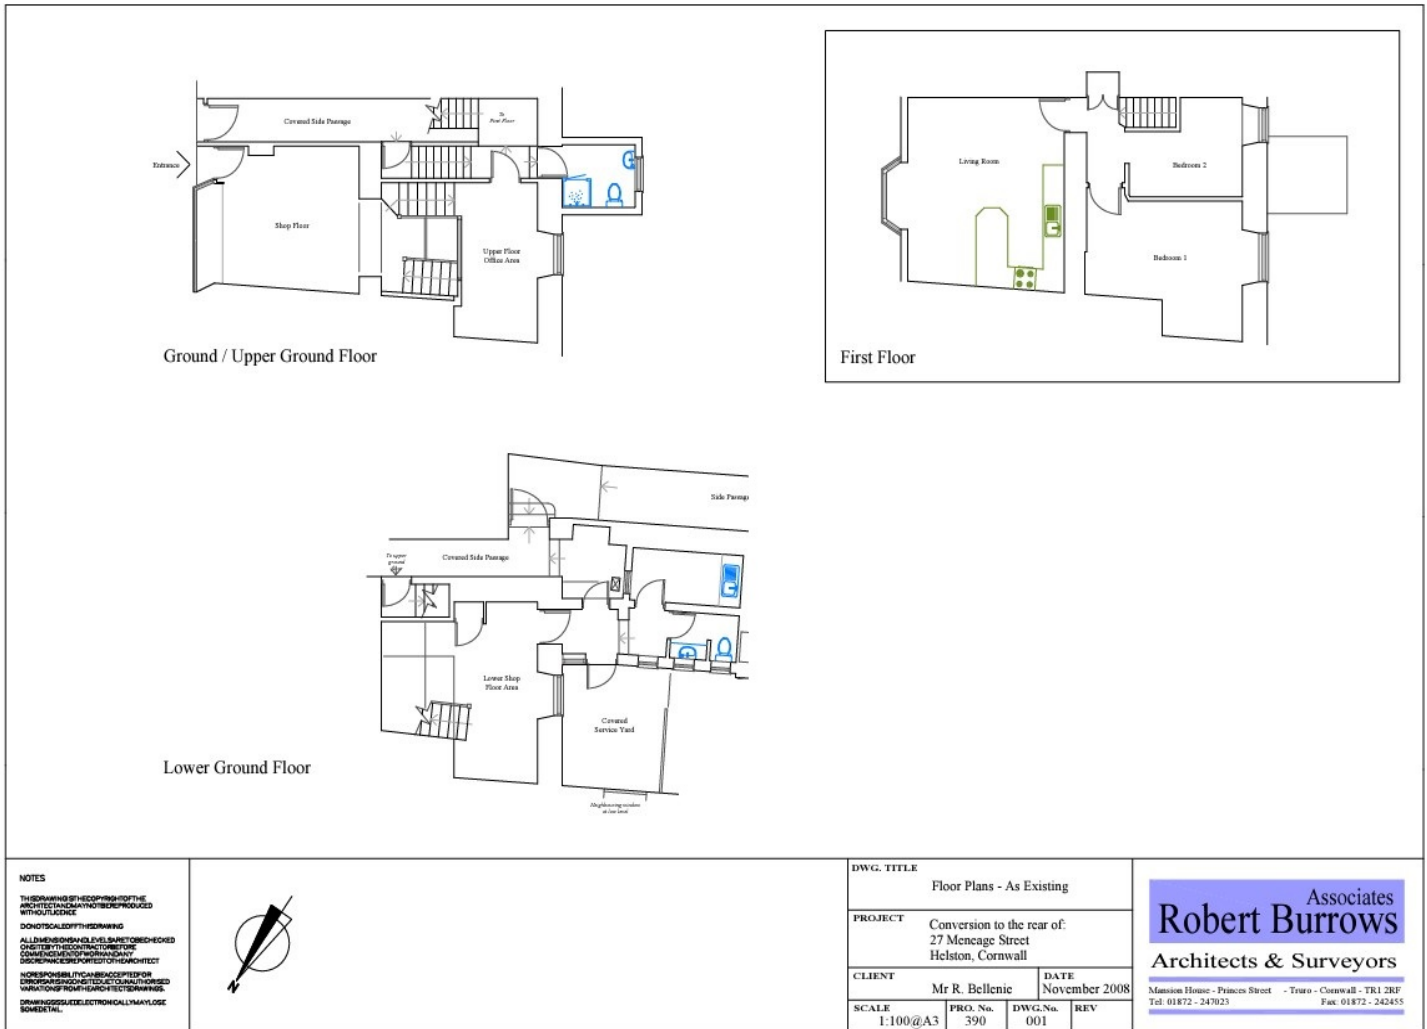 Covered Side Passage
To
First Floor
Entrance
Shop Floor
Upper Floor
Office Area
Ground / Upper Ground Floor
Living Room
Bedroom 2
Bedroom 1
First Floor
Side Passage
To upper
ground
floor
Covered Side Passage
Lower Shop
Floor Area
Covered
Service Yard
Neighbouring window
at low level
Lower Ground Floor
NOTES
THIS DRAWING IS THE COPYRIGHT OF THE
ARCHITECT AND MAY NOT BE REPRODUCED
WITHOUT LICENCE
DO NOT SCALE OFF THIS DRAWING
ALL DIMENSIONS AND LEVELS ARE TO BE CHECKED
ON SITE BY THE CONTRACTOR BEFORE
COMMENCEMENT OF WORK AND ANY
DISCREPANCIES REPORTED TO THE ARCHITECT
NO RESPONSIBILITY CAN BE ACCEPTED FOR
ERRORS ARISING ON SITE DUE TO UNAUTHORISED
VARIATIONS FROM THE ARCHITECTS DRAWINGS.
DRAWINGS ISSUED ELECTRONICALLY MAY LOSE
SOME DETAIL.
N
DWG. TITLE
Floor Plans - As Existing
PROJECT
Conversion to the rear of:
27 Meneage Street
Helston, Cornwall
CLIENT
Mr R. Bellenie
DATE
November 2008
SCALE
1:100@A3
PRO. No.
390
DWG.No.
001
REV
Associates
Robert Burrows
Architects & Surveyors
Mansion House - Princes Street - Truro - Cornwall - TR1 2RF
Tel: 01872 - 247023 Fax: 01872 - 242455